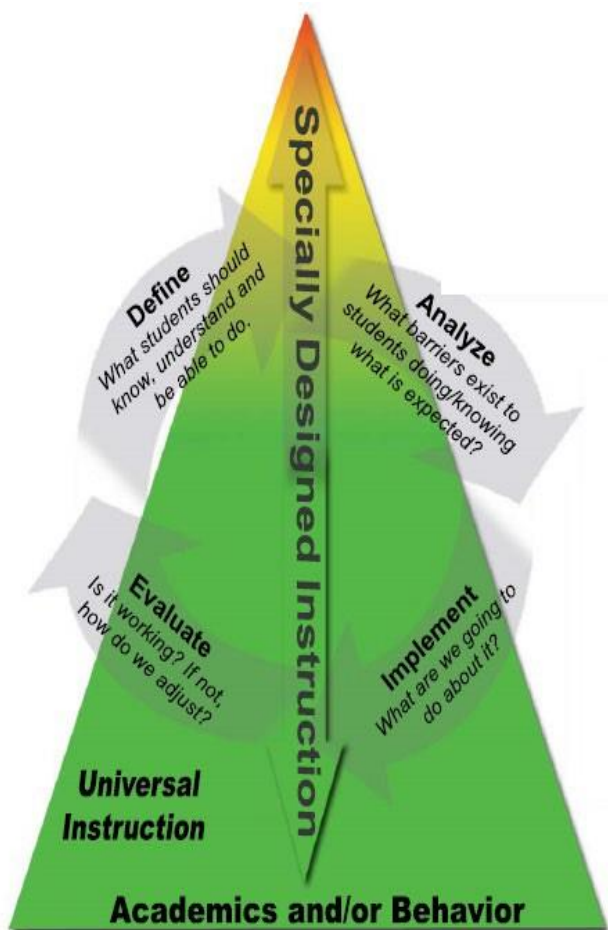 Specially Designed Instruction
Define
What students should
know, understand and
be able to do.
Analyze
What barriers exist to
students doing/knowing
what is expected?
Implement
What are we going to
do about it?
Evaluate
Is it working? If not,
how do we adjust?
Universal
Instruction
Academics and/or Behavior